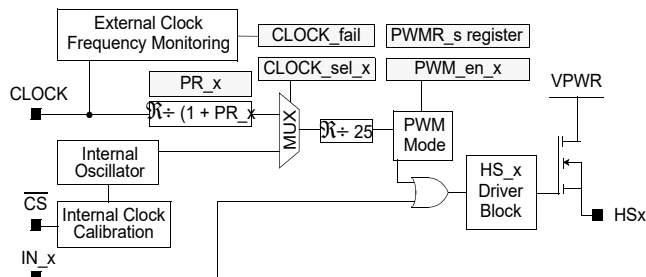 External Clock
Frequency Monitoring
CLOCK_fail
PWMR_s register
CLOCK_sel_x
PWM_en_x
PR_x
VPWR
CLOCK
ℜ÷ (1 + PR_x
MUX
ℜ÷ 25
PWM
Mode
Internal
Oscillator
HS_x
Driver
Block
CS
Internal Clock
Calibration
HSx
IN_x